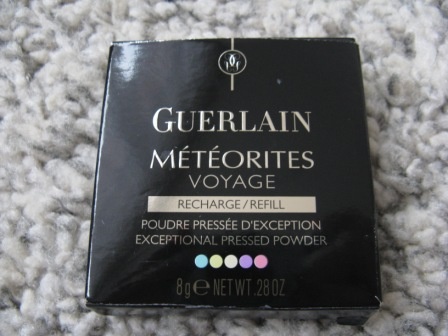 GUERLAIN
MÉTÉORITES
VOYAGE
RECHARGE/REFILL
POUDRE PRESSÉE D'EXCEPTION
EXCEPTIONAL PRESSED POWDER
8g ℮ NET WT. .28 OZ